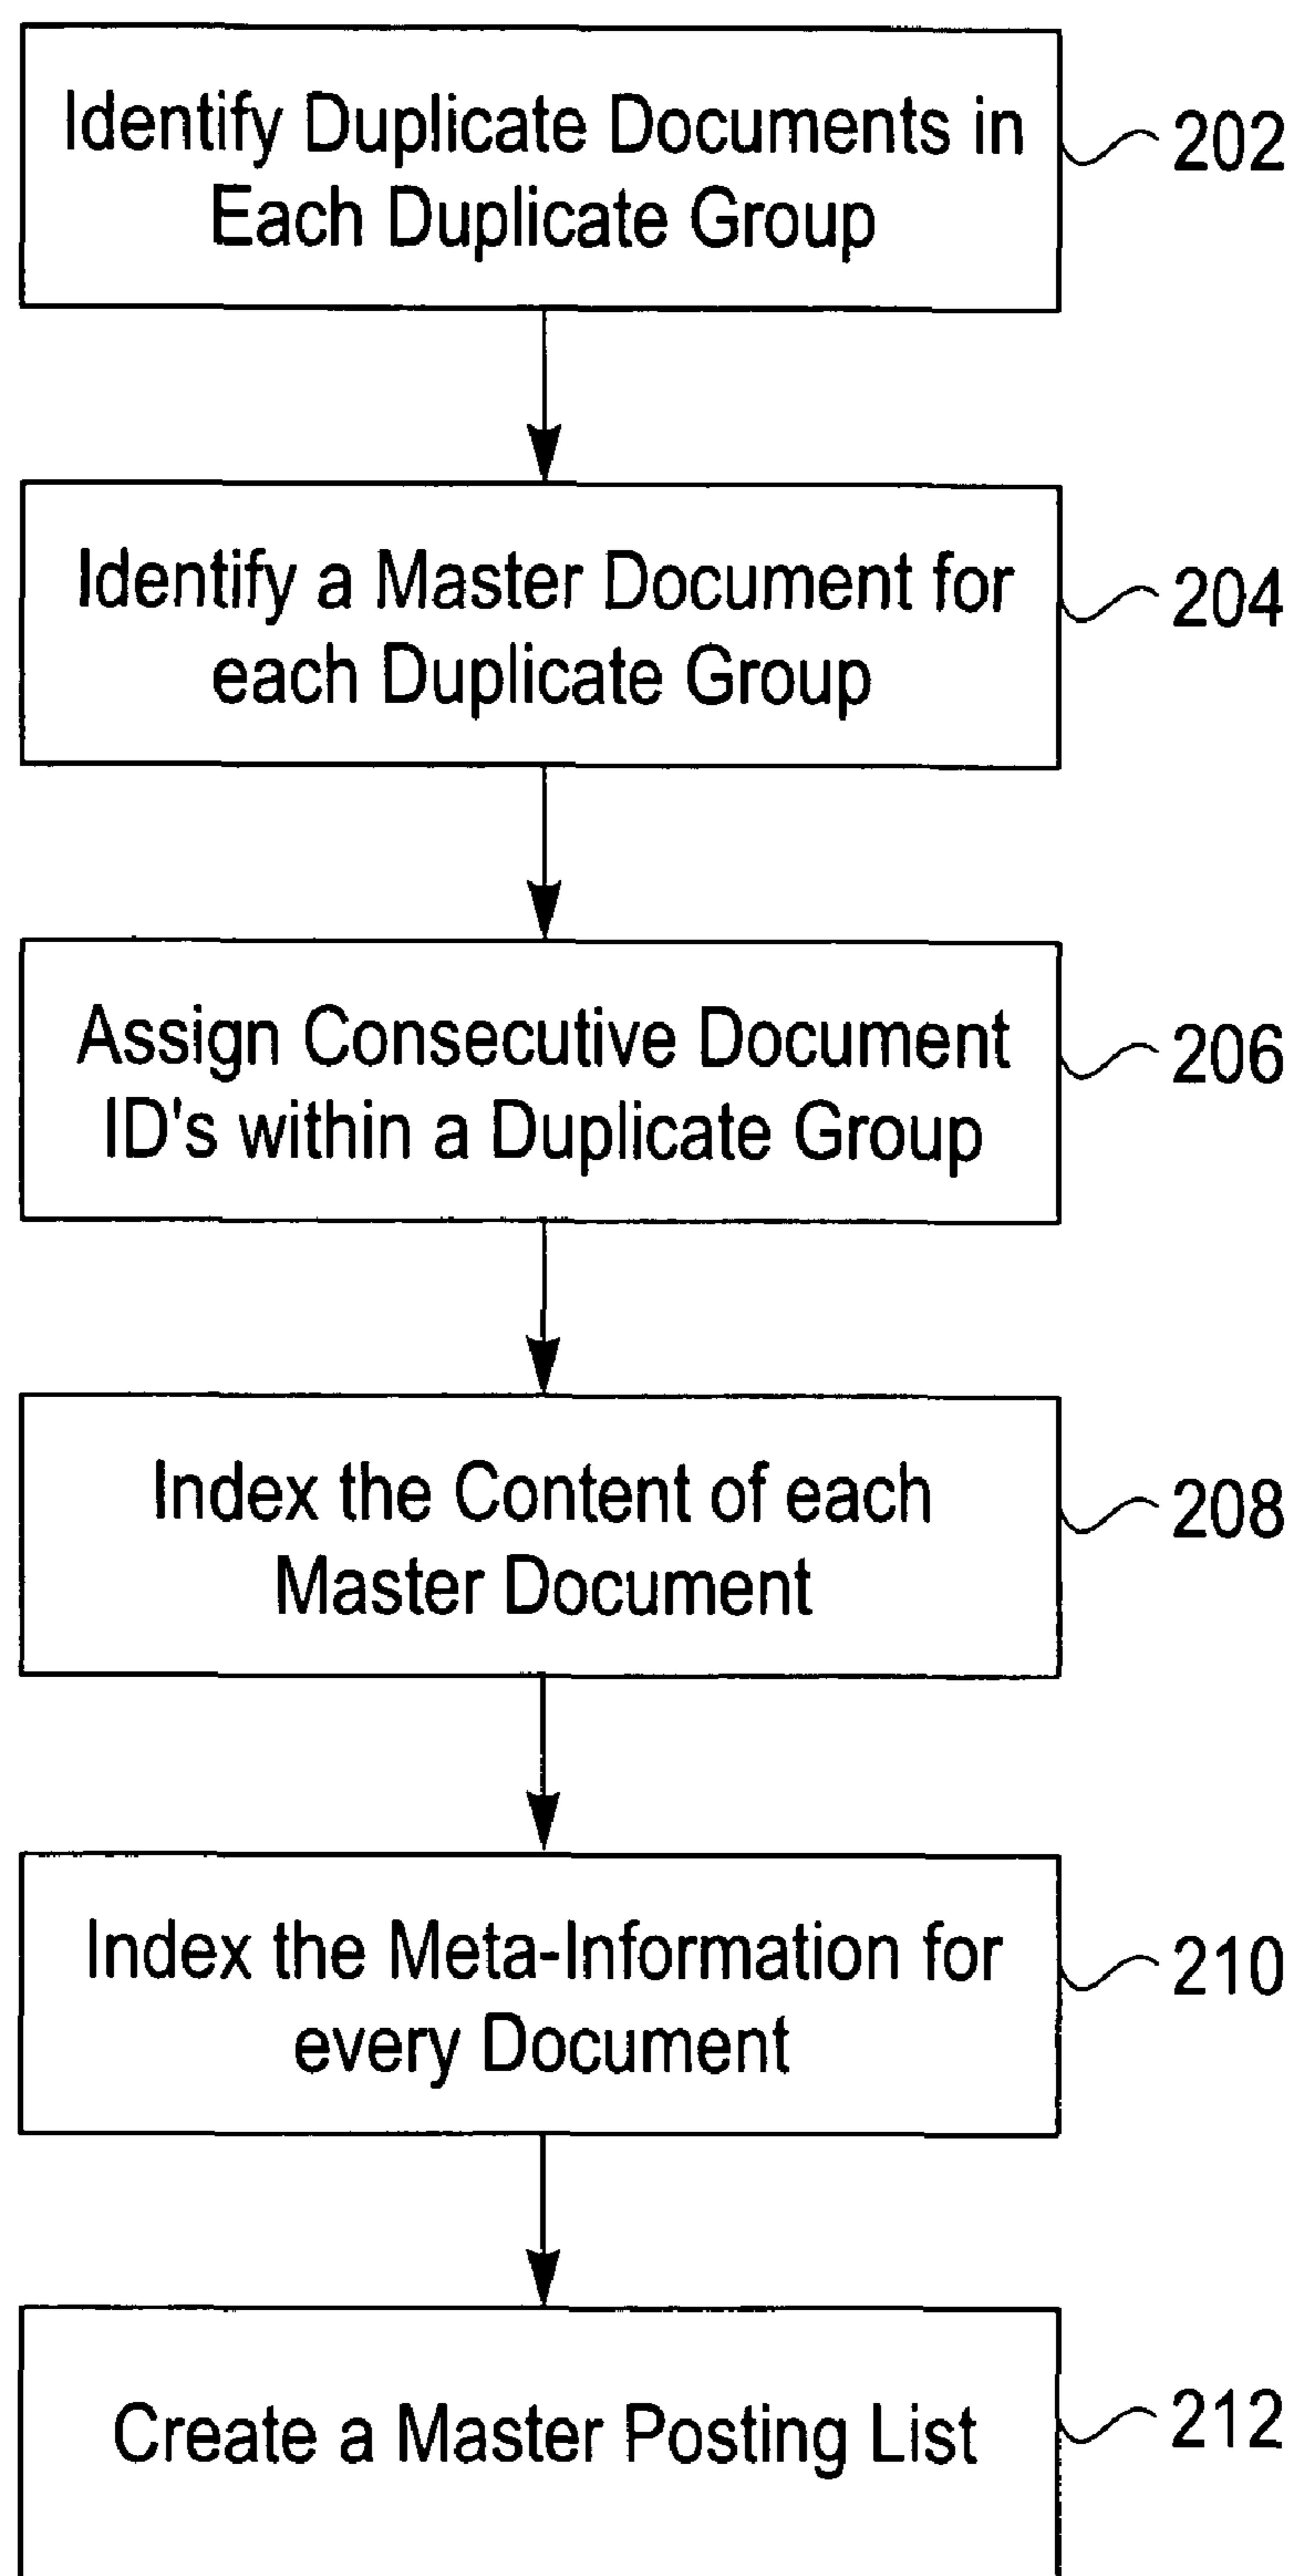 Identify Duplicate Documents in
Each Duplicate Group
202
Identify a Master Document for
each Duplicate Group
204
Assign Consecutive Document
ID's within a Duplicate Group
206
Index the Content of each
Master Document
208
Index the Meta-Information for
every Document
210
Create a Master Posting List
212